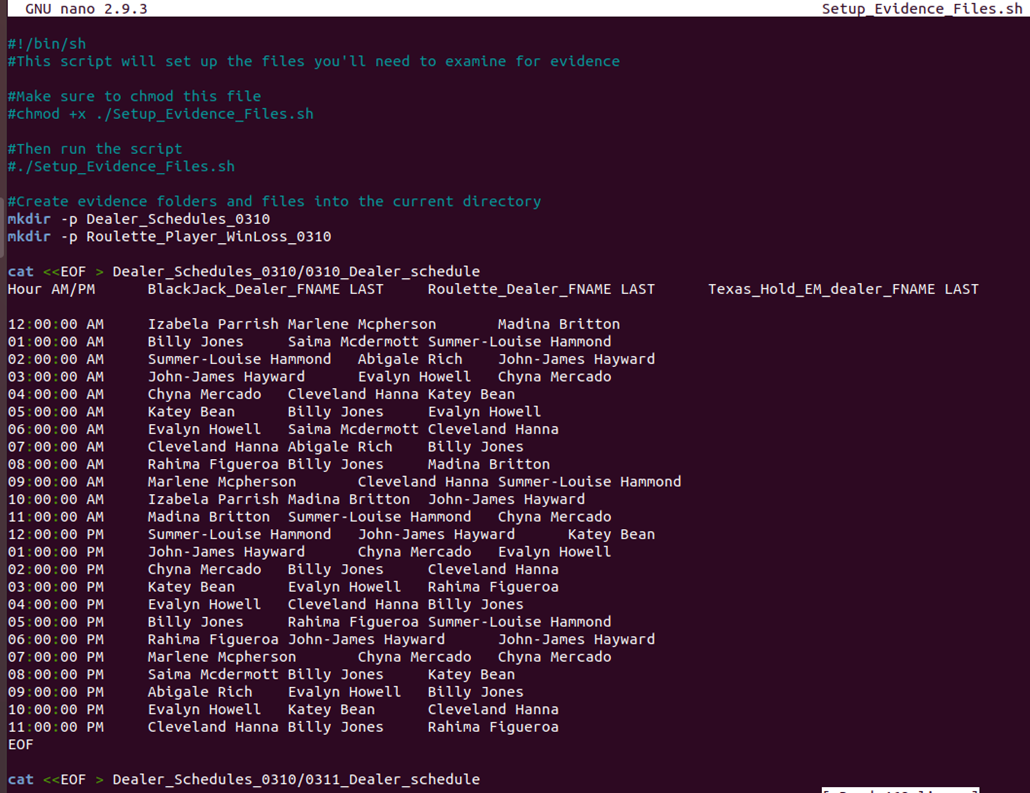 GNU nano 2.9.3 Setup_Evidence_Files.sh
#!/bin/sh
#This script will set up the files you'll need to examine for evidence
#Make sure to chmod this file
#chmod +x ./Setup_Evidence_Files.sh
#Then run the script
#./Setup_Evidence_Files.sh
#Create evidence folders and files into the current directory
mkdir -p Dealer_Schedules_0310
mkdir -p Roulette_Player_WinLoss_0310
cat <<EOF > Dealer_Schedules_0310/0310_Dealer_schedule
Hour AM/PM BlackJack_Dealer_FNAME LAST Roulette_Dealer_FNAME LAST Texas_Hold_EM_dealer_FNAME LAST
12:00:00 AM Izabela Parrish Marlene Mcpherson Madina Britton
01:00:00 AM Billy Jones Saima Mcdermott Summer-Louise Hammond
02:00:00 AM Summer-Louise Hammond Abigale Rich John-James Hayward
03:00:00 AM John-James Hayward Evalyn Howell Chyna Mercado
04:00:00 AM Chyna Mercado Cleveland Hanna Katey Bean
05:00:00 AM Katey Bean Billy Jones Evalyn Howell
06:00:00 AM Evalyn Howell Saima Mcdermott Cleveland Hanna
07:00:00 AM Cleveland Hanna Abigale Rich Billy Jones
08:00:00 AM Rahima Figueroa Billy Jones Madina Britton
09:00:00 AM Marlene Mcpherson Cleveland Hanna Summer-Louise Hammond
10:00:00 AM Izabela Parrish Madina Britton John-James Hayward
11:00:00 AM Madina Britton Summer-Louise Hammond Chyna Mercado
12:00:00 PM Summer-Louise Hammond John-James Hayward Katey Bean
01:00:00 PM John-James Hayward Chyna Mercado Evalyn Howell
02:00:00 PM Chyna Mercado Billy Jones Cleveland Hanna
03:00:00 PM Katey Bean Evalyn Howell Rahima Figueroa
04:00:00 PM Evalyn Howell Cleveland Hanna Billy Jones
05:00:00 PM Billy Jones Rahima Figueroa Summer-Louise Hammond
06:00:00 PM Rahima Figueroa John-James Hayward John-James Hayward
07:00:00 PM Marlene Mcpherson Chyna Mercado Chyna Mercado
08:00:00 PM Saima Mcdermott Billy Jones Katey Bean
09:00:00 PM Abigale Rich Evalyn Howell Billy Jones
10:00:00 PM Evalyn Howell Katey Bean Cleveland Hanna
11:00:00 PM Cleveland Hanna Billy Jones Rahima Figueroa
EOF
cat <<EOF > Dealer_Schedules_0310/0311_Dealer_schedule